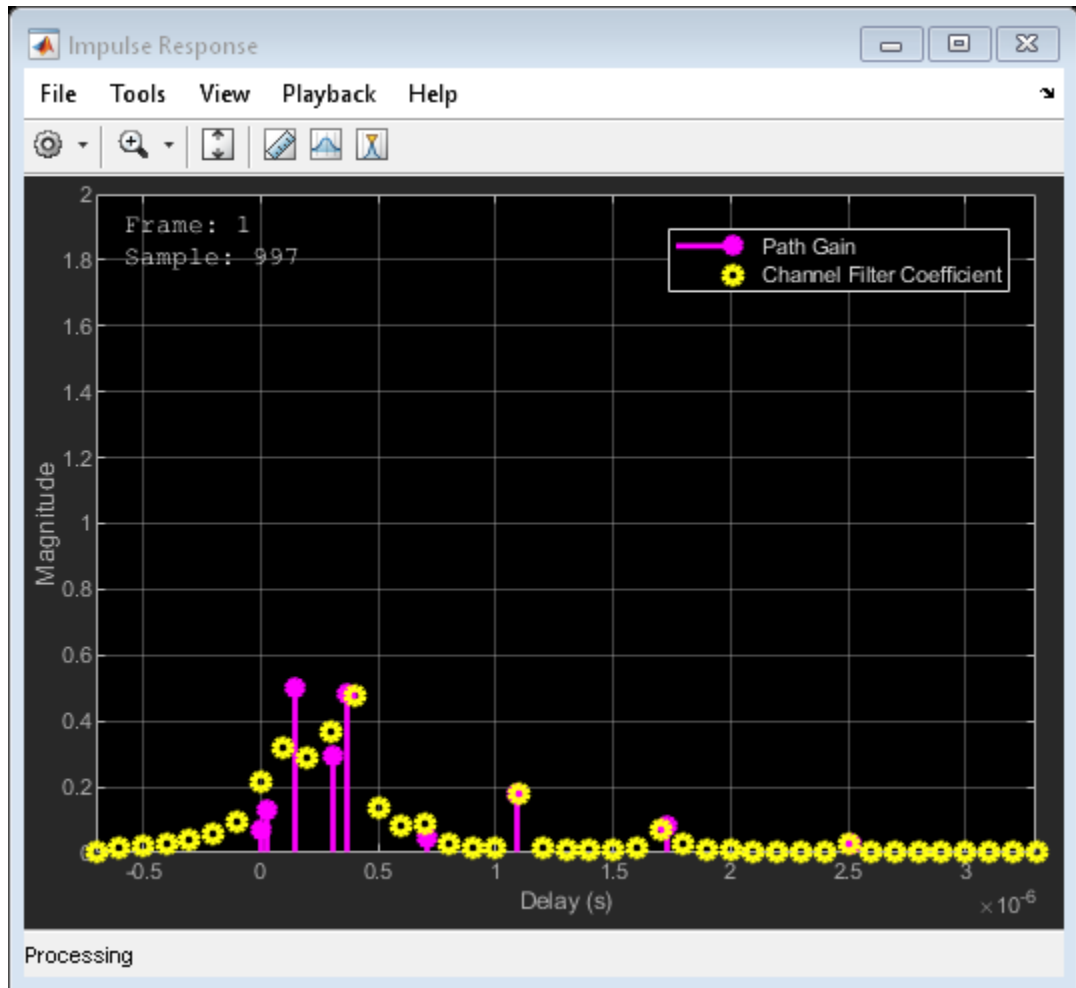 Impulse Response
File Tools View Playback Help
Frame: 1
Sample: 997
Path Gain
Channel Filter Coefficient
2
1.8
1.6
1.4
1.2
1
0.8
0.6
0.4
0.2
0
Magnitude
-0.5 0 0.5 1 1.5 2 2.5 3
Delay (s)
×10⁻⁶
Processing